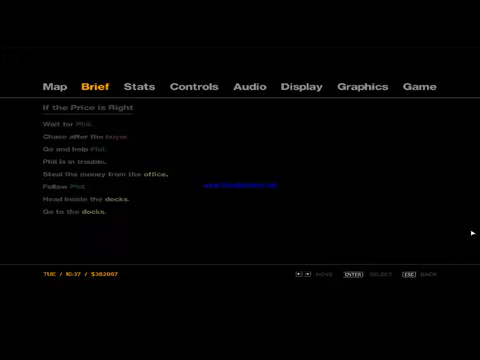 Map Brief Stats Controls Audio Display Graphics Game
If the Price is Right
Wait for Phil.
Chase after the buyer.
Go and help Phil.
Phil is in trouble.
Steal the money from the office.
Follow Phil.
Head inside the docks.
Go to the docks.
TUE / 10:37 / $382067
MOVE ENTER SELECT ESC BACK